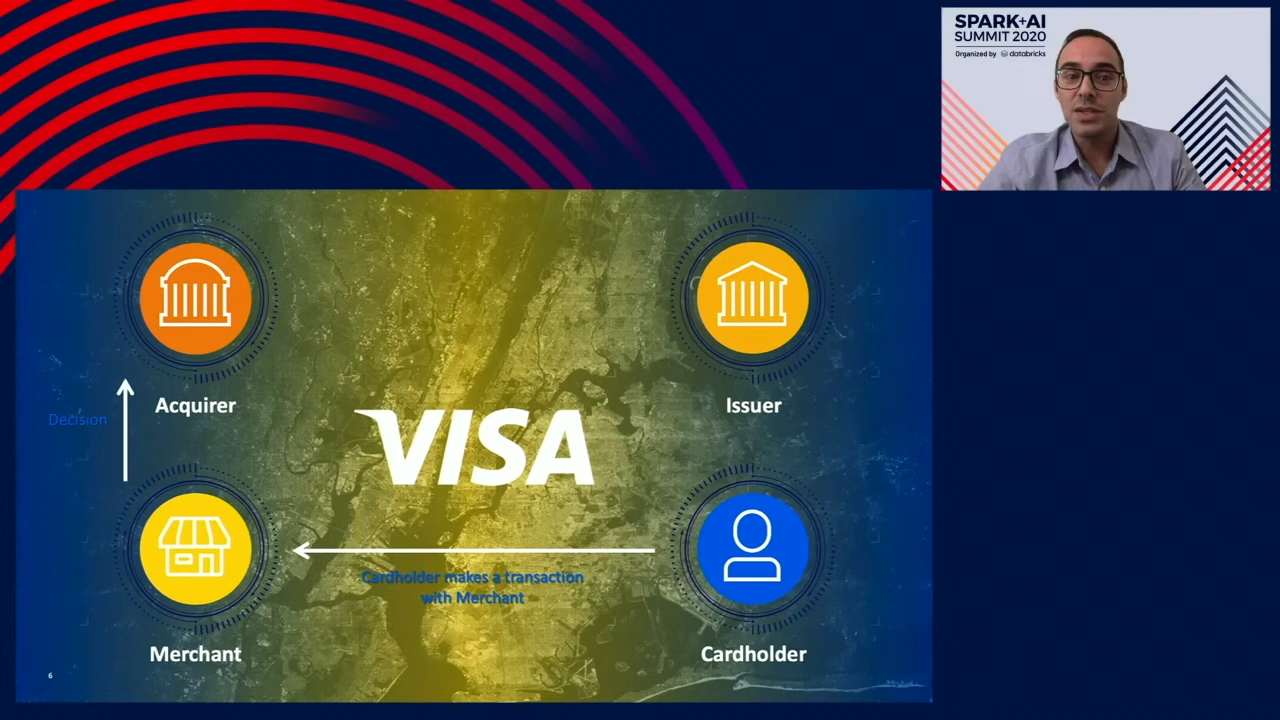 SPARK+AI
SUMMIT 2020
Organized by databricks
Acquirer
Issuer
Decision
VISA
Cardholder makes a transaction
with Merchant
Merchant
Cardholder
6